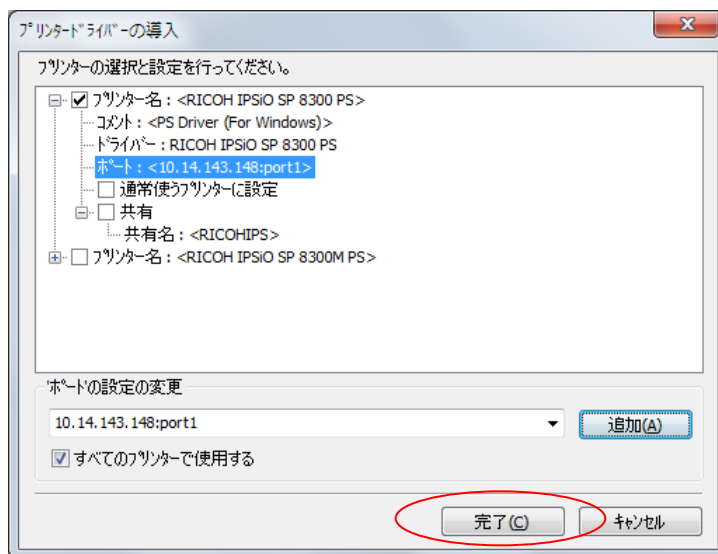 プリンタードライバーの導入
プリンターの選択と設定を行ってください。
プリンター名 : <RICOH IPSiO SP 8300 PS>
コメント : <PS Driver (For Windows)>
ドライバー : RICOH IPSiO SP 8300 PS
ポート : <10.14.143.148:port1>
通常使うプリンターに設定
共有
共有名 : <RICOHIPS>
プリンター名 : <RICOH IPSiO SP 8300M PS>
'ポート'の設定の変更
10.14.143.148:port1
追加(A)
すべてのプリンターで使用する
完了(C)
キャンセル